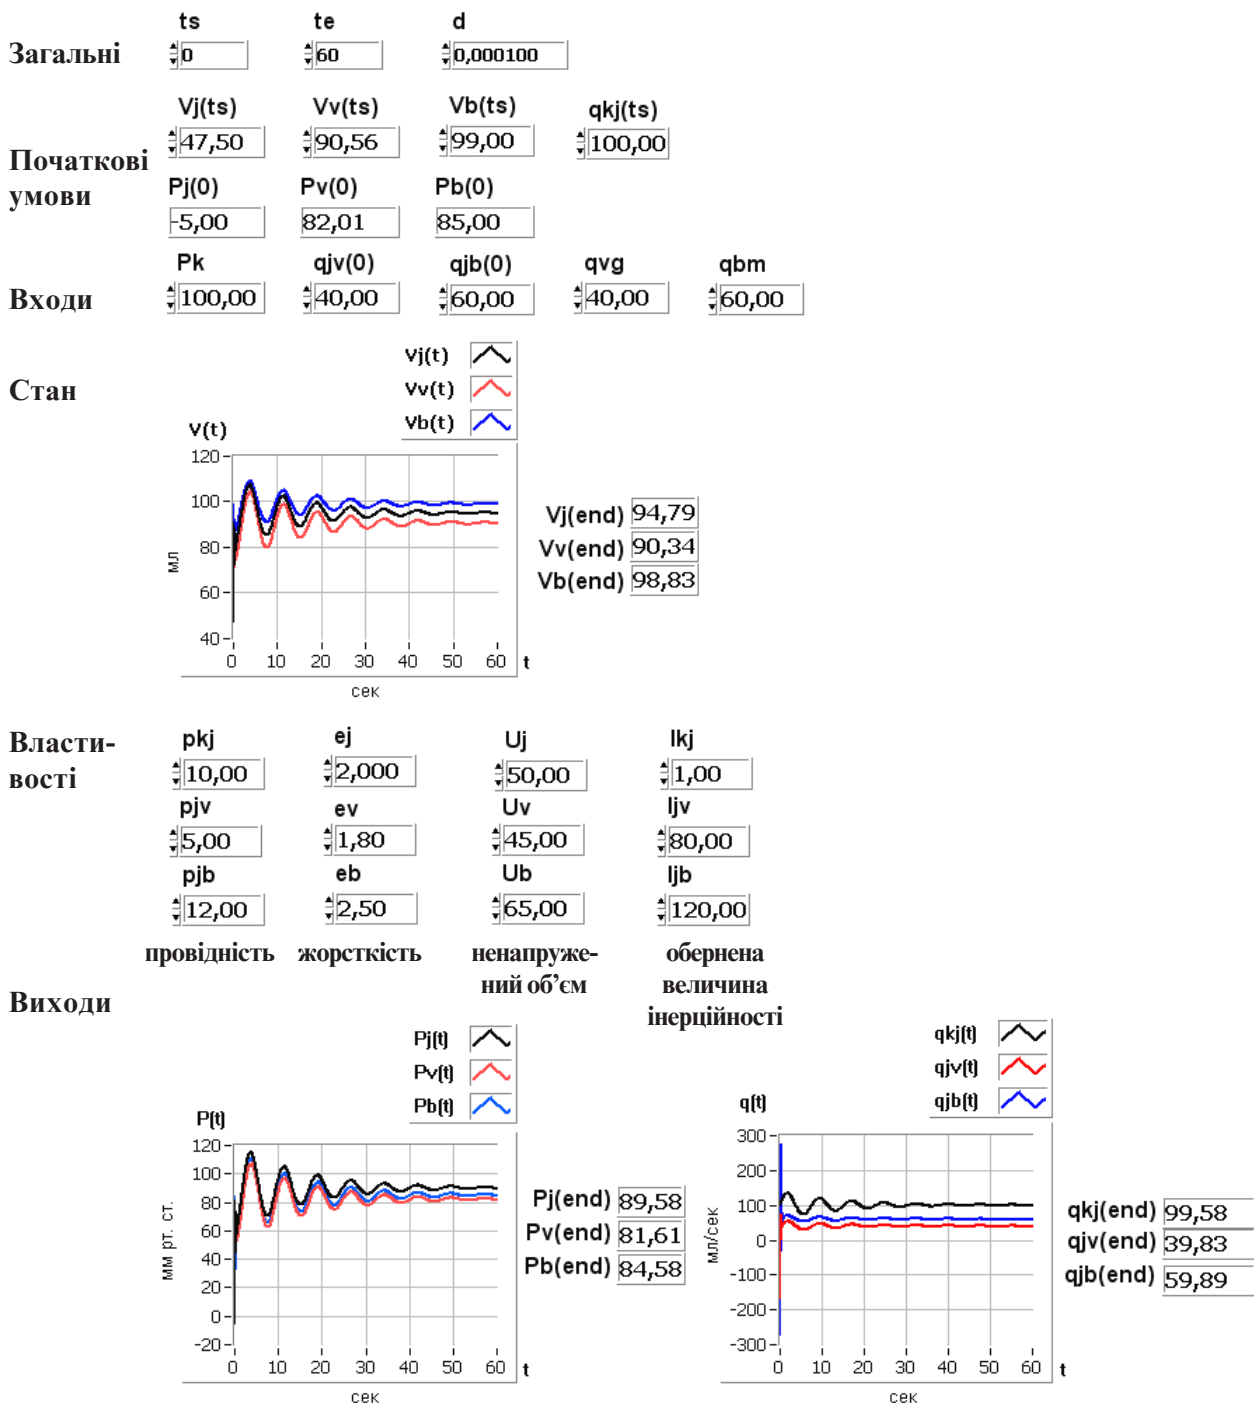 ts te d
Загальні 0 60 0,000100
Vj(ts) Vv(ts) Vb(ts) qkj(ts)
47,50 90,56 99,00 100,00
Початкові
умови
Pj(0) Pv(0) Pb(0)
-5,00 82,01 85,00
Pk qjv(0) qjb(0) qvg qbm
Входи 100,00 40,00 60,00 40,00 60,00
Стан
Vj(t)
Vv(t)
Vb(t)
V(t)
120
100
80
60
40
мл
0 10 20 30 40 50 60 t
сек
Vj(end) 94,79
Vv(end) 90,34
Vb(end) 98,83
Власти-
вості
pkj ej Uj Ikj
10,00 2,000 50,00 1,00
pjv ev Uv Ijv
5,00 1,80 45,00 80,00
pjb eb Ub Ijb
12,00 2,50 65,00 120,00
провідність жорсткість ненапруже- обернена
ний об’єм величина
інерційності
Виходи
Pj(t)
Pv(t)
Pb(t)
P(t)
120
100
80
60
40
20
0
-20
мм рт. ст.
0 10 20 30 40 50 60 t
сек
Pj(end) 89,58
Pv(end) 81,61
Pb(end) 84,58
qkj(t)
qjv(t)
qjb(t)
q(t)
300
200
100
0
-100
-200
-300
мл/сек
0 10 20 30 40 50 60 t
сек
qkj(end) 99,58
qjv(end) 39,83
qjb(end) 59,89